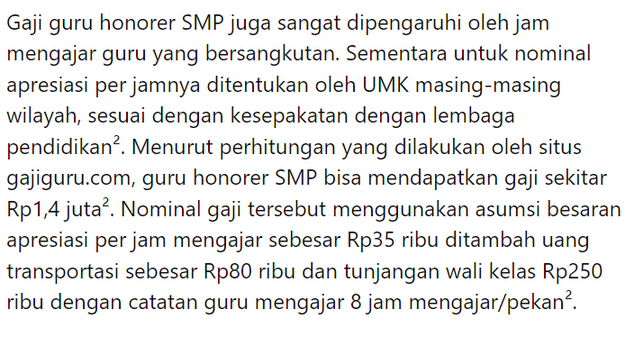 Gaji guru honorer SMP juga sangat dipengaruhi oleh jam
mengajar guru yang bersangkutan. Sementara untuk nominal
apresiasi per jamnya ditentukan oleh UMK masing-masing
wilayah, sesuai dengan kesepakatan dengan lembaga
pendidikan². Menurut perhitungan yang dilakukan oleh situs
gajiguru.com, guru honorer SMP bisa mendapatkan gaji sekitar
Rp1,4 juta². Nominal gaji tersebut menggunakan asumsi besaran
apresiasi per jam mengajar sebesar Rp35 ribu ditambah uang
transportasi sebesar Rp80 ribu dan tunjangan wali kelas Rp250
ribu dengan catatan guru mengajar 8 jam mengajar/pekan².